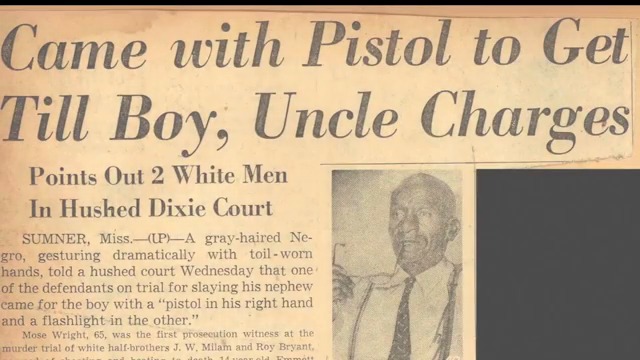 Came with Pistol to Get
Till Boy, Uncle Charges
Points Out 2 White Men
In Hushed Dixie Court
SUMNER, Miss.—(UP)—A gray-haired Ne-
gro, gesturing dramatically with toil-worn
hands, told a hushed court Wednesday that one
of the defendants on trial for slaying his nephew
came for the boy with a "pistol in his right hand
and a flashlight in the other."
Mose Wright, 65, was the first prosecution witness at the
murder trial of white half-brothers J. W. Milam and Roy Bryant,